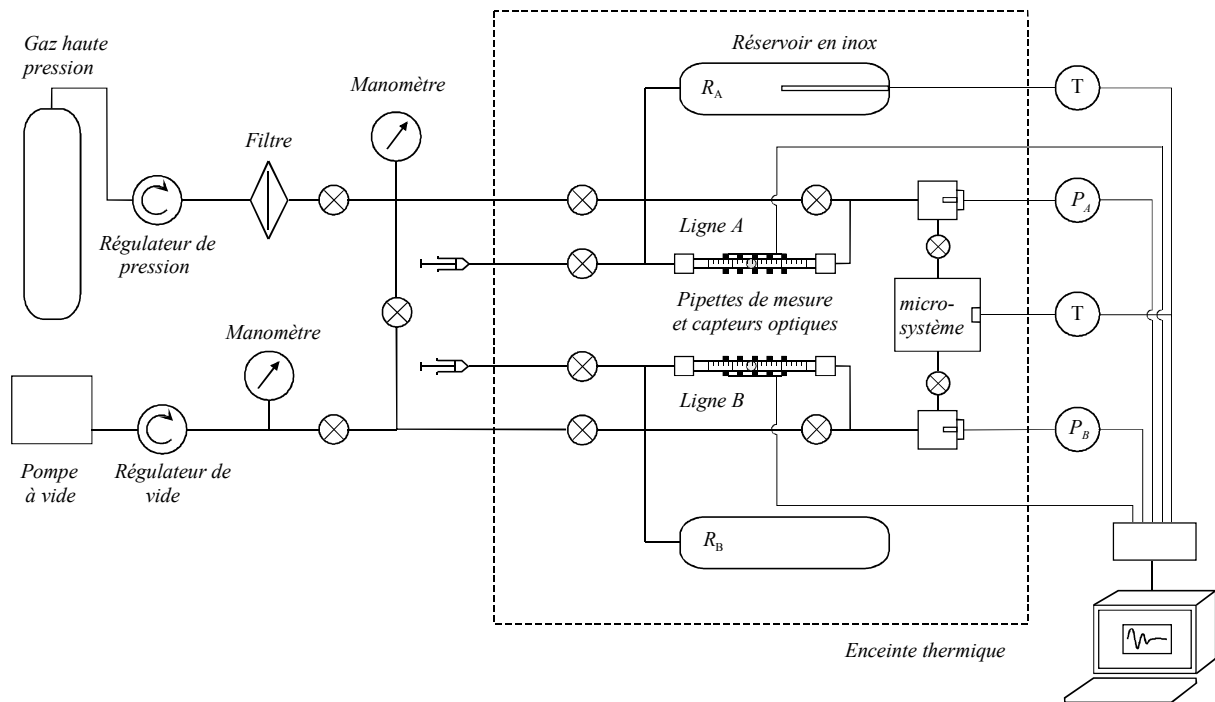 Gaz haute
pression
Réservoir en inox
Manomètre
R_A
T
Filtre
Ligne A
P_A
Régulateur de
pression
Pipettes de mesure
et capteurs optiques
micro-
système
T
Manomètre
Ligne B
P_B
Pompe
à vide
Régulateur de
vide
R_B
Enceinte thermique